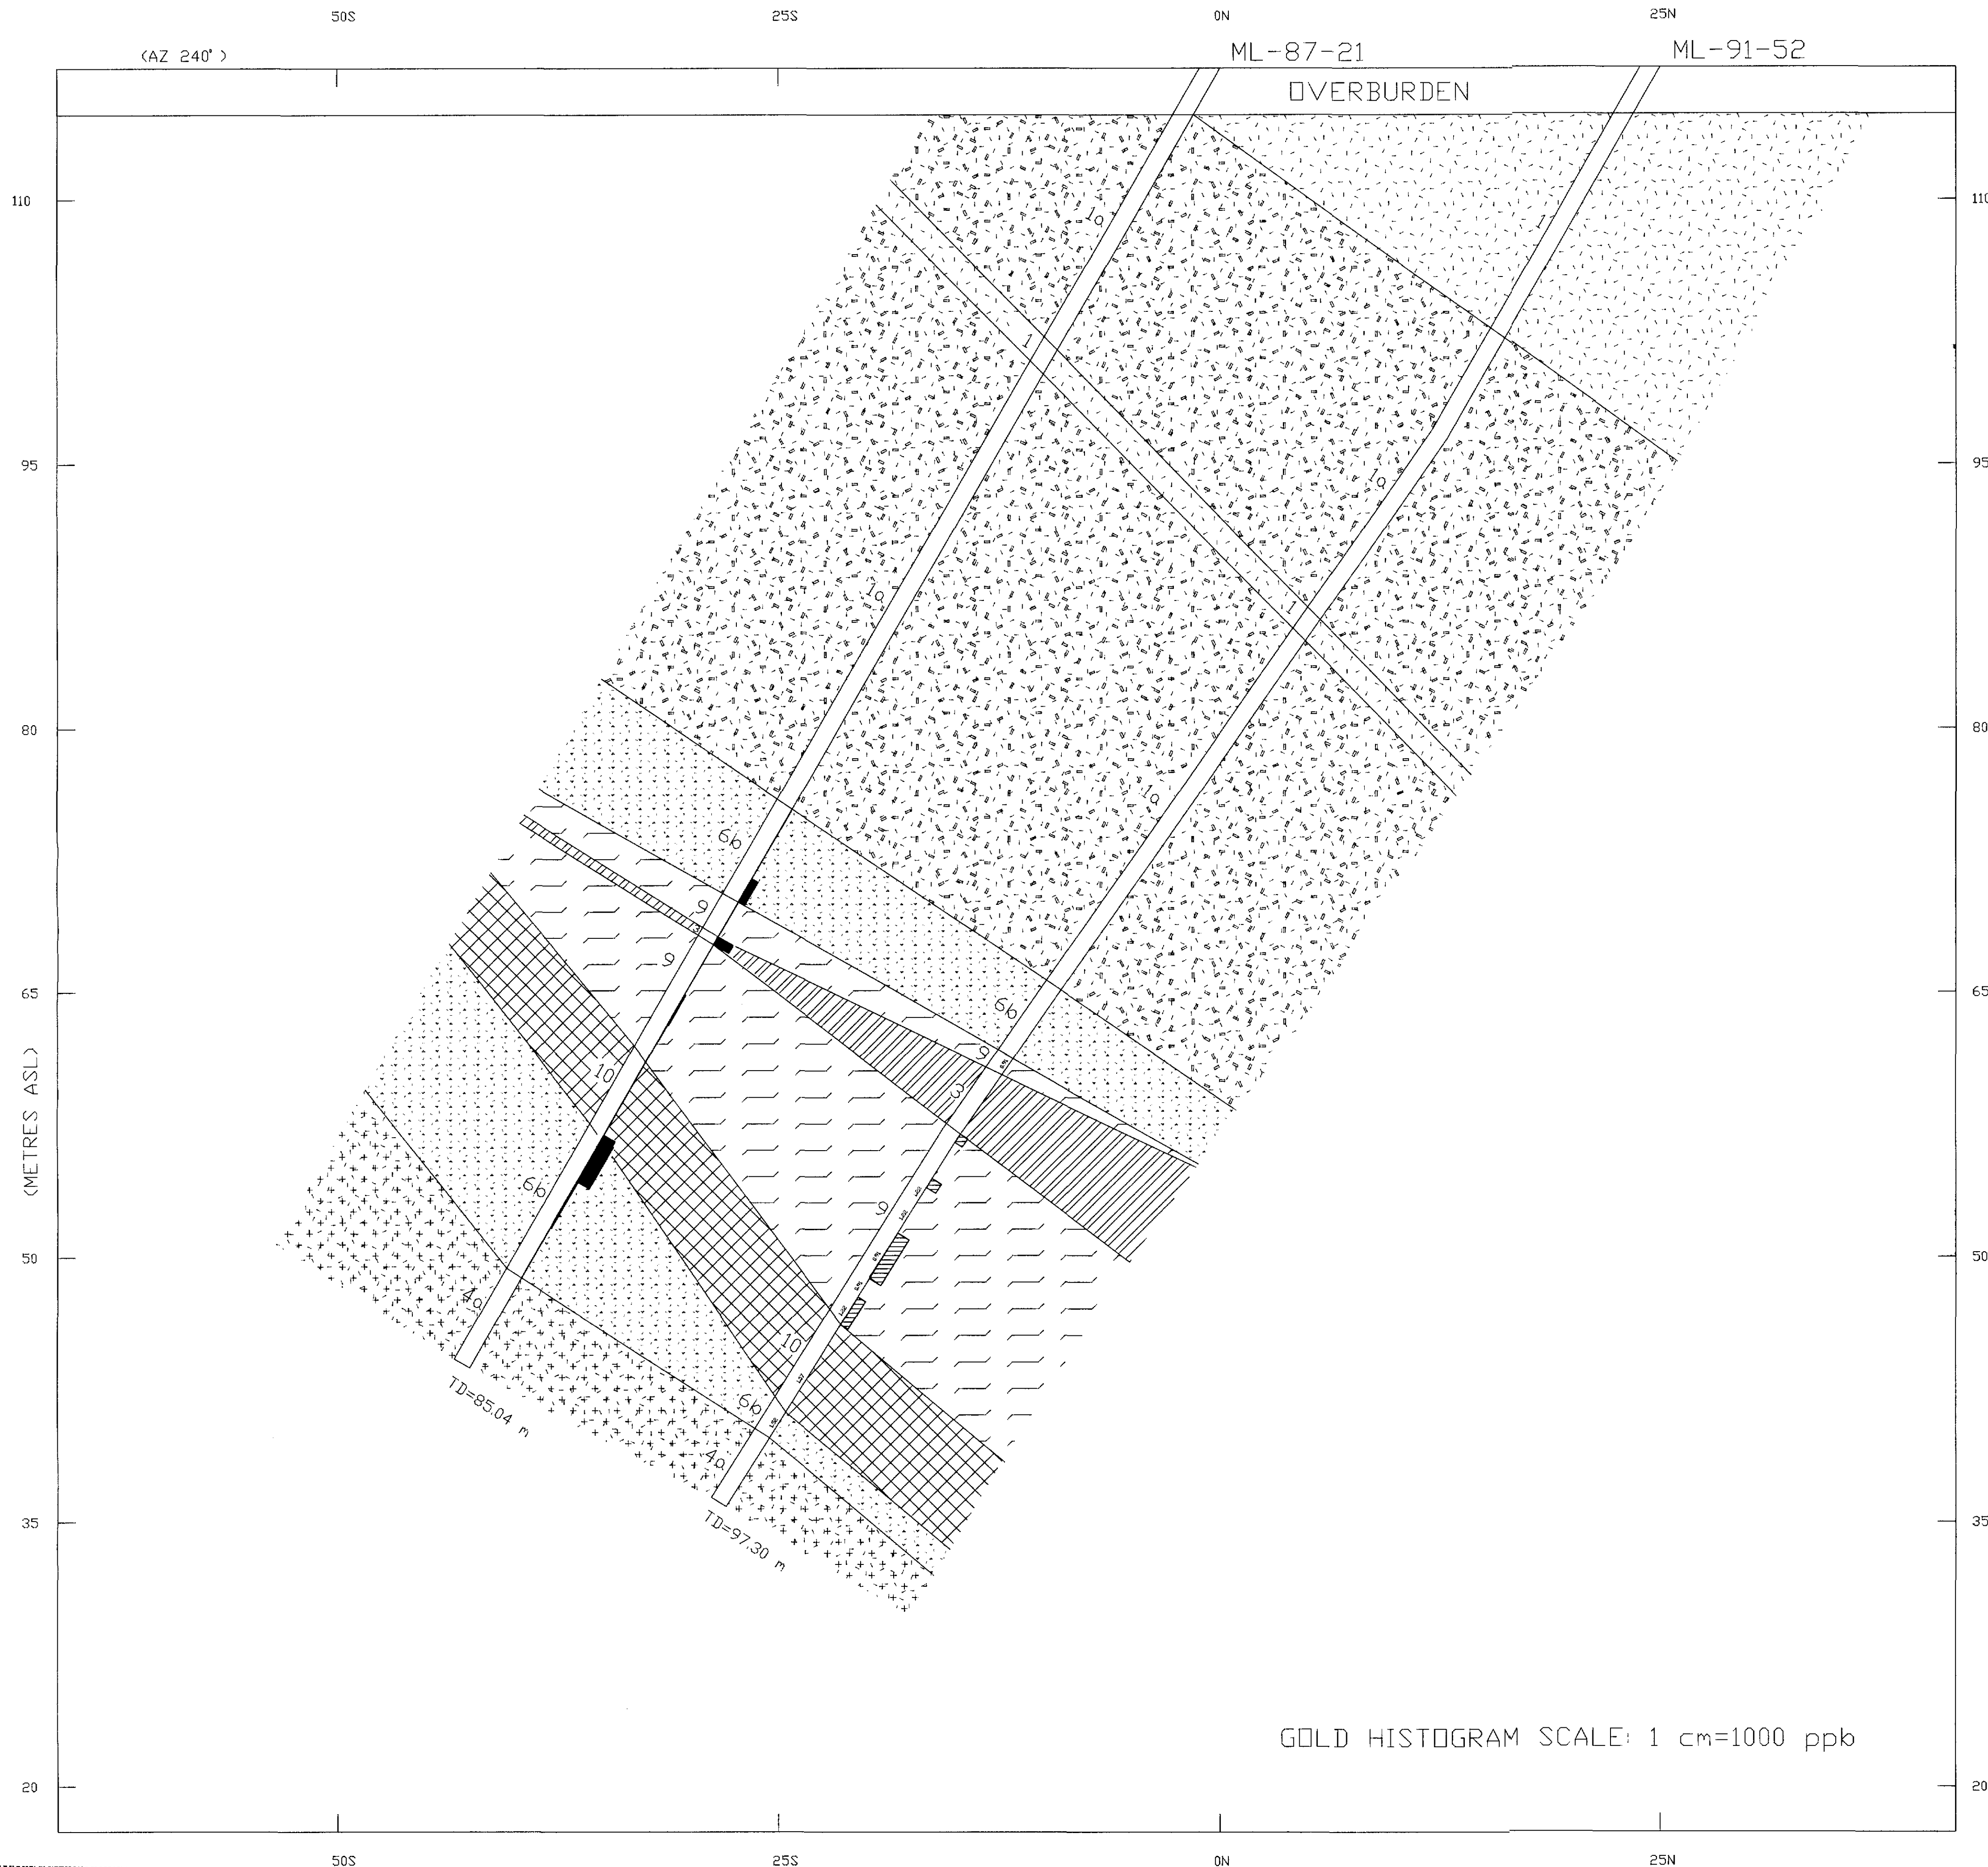 50S 25S 0N 25N
(AZ 240°) ML-87-21 ML-91-52
OVERBURDEN
110 110
1a 1
1
95 95
1a
1a 1
80 80
1a
6b
9
3
9
65 65
6b
9
10 3
(METRES ASL)
6b 9
50 50
4a
10
TD=85.04 m
6b
4a
35 35
TD=97.30 m
GOLD HISTOGRAM SCALE: 1 cm=1000 ppb
20 20
50S 25S 0N 25N